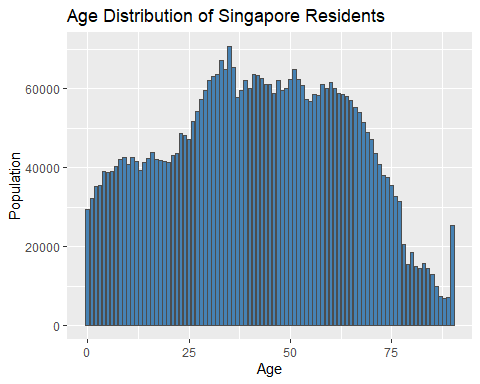 Age Distribution of Singapore Residents
Population
60000
40000
20000
0
0 25 50 75
Age